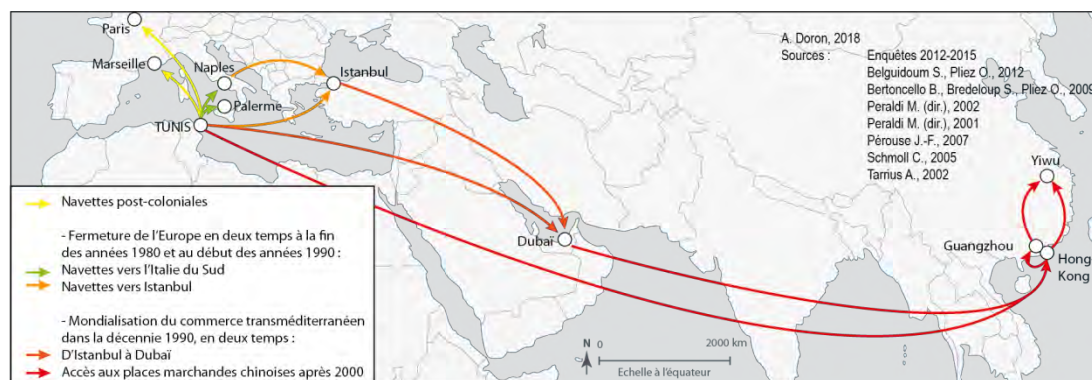 Paris
Marseille
Naples
Istanbul
Palerme
TUNIS
Dubaï
Yiwu
Guangzhou
Hong
Kong
A. Doron, 2018
Sources : Enquêtes 2012-2015
Belguidoum S., Pliez O., 2012
Bertoncello B., Bredeloup S., Pliez O., 2009
Peraldi M. (dir.), 2002
Peraldi M. (dir.), 2001
Pérouse J.-F., 2007
Schmoll C., 2005
Tarrius A., 2002
Navettes post-coloniales
- Fermeture de l'Europe en deux temps à la fin
des années 1980 et au début des années 1990 :
Navettes vers l'Italie du Sud
Navettes vers Istanbul
- Mondialisation du commerce transméditerranéen
dans la décennie 1990, en deux temps :
D'Istanbul à Dubaï
Accès aux places marchandes chinoises après 2000
N 0 2000 km
Echelle à l'équateur